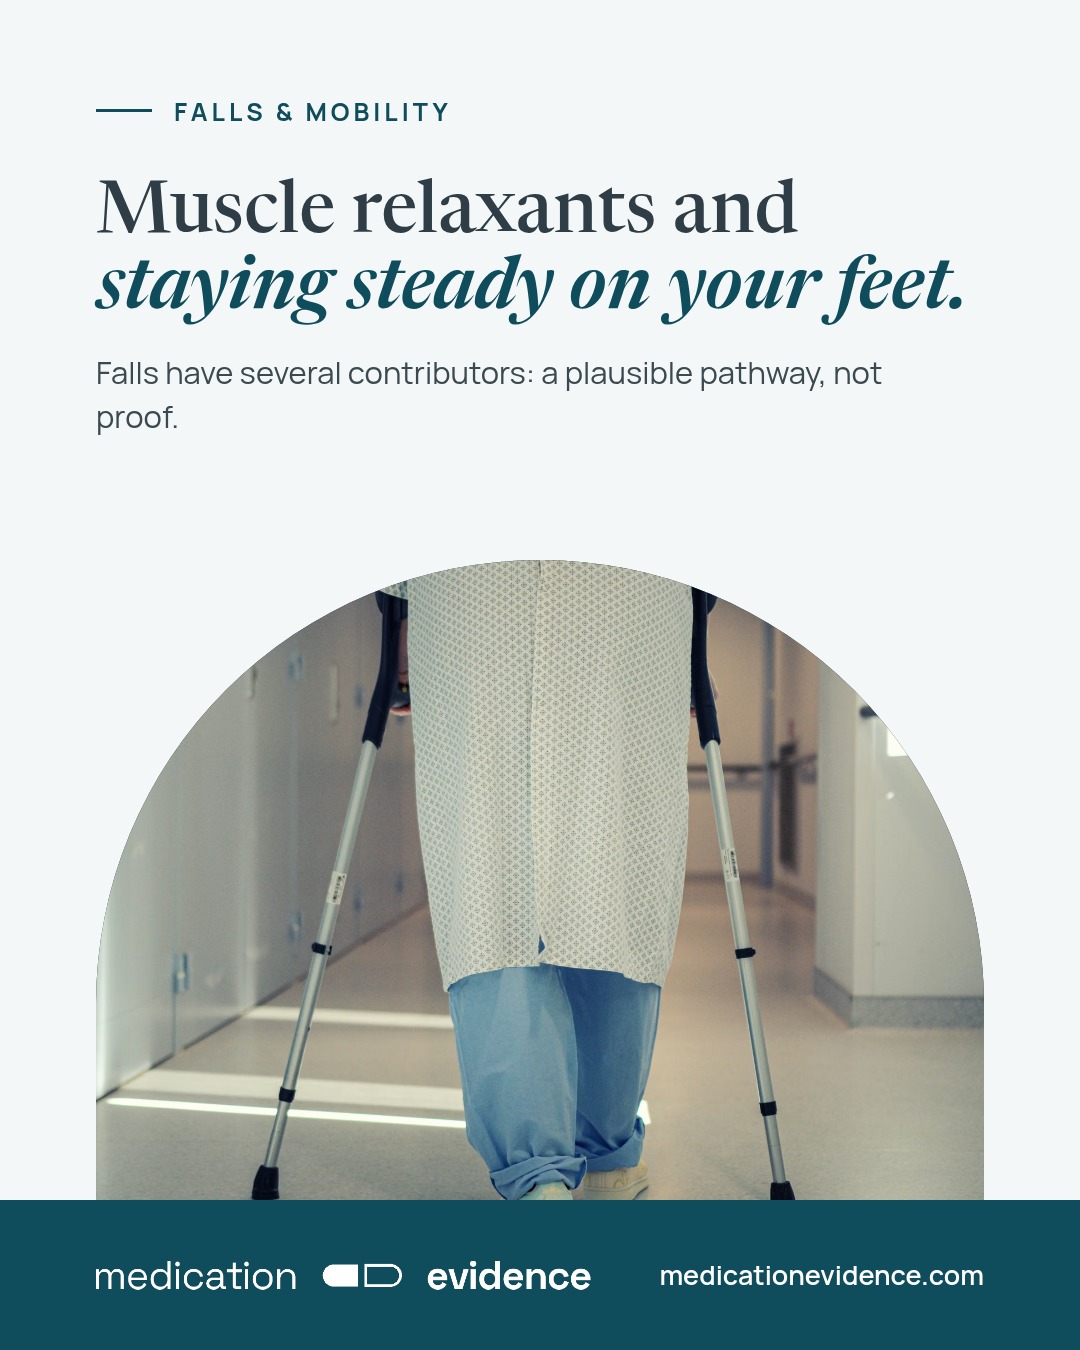 FALLS & MOBILITY
Muscle relaxants and
staying steady on your feet.
Falls have several contributors: a plausible pathway, not
proof.
medication evidence
medicationevidence.com